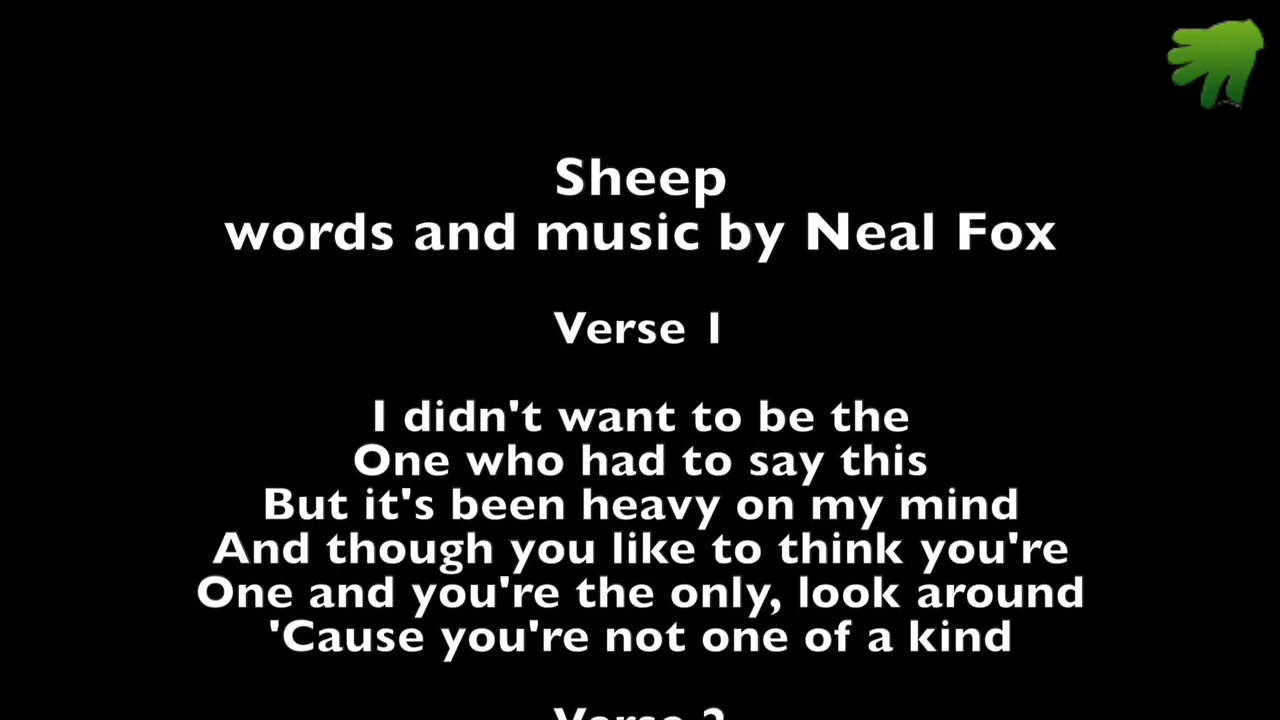 Sheep
words and music by Neal Fox
Verse 1
I didn't want to be the
One who had to say this
But it's been heavy on my mind
And though you like to think you're
One and you're the only, look around
'Cause you're not one of a kind
Verse 2